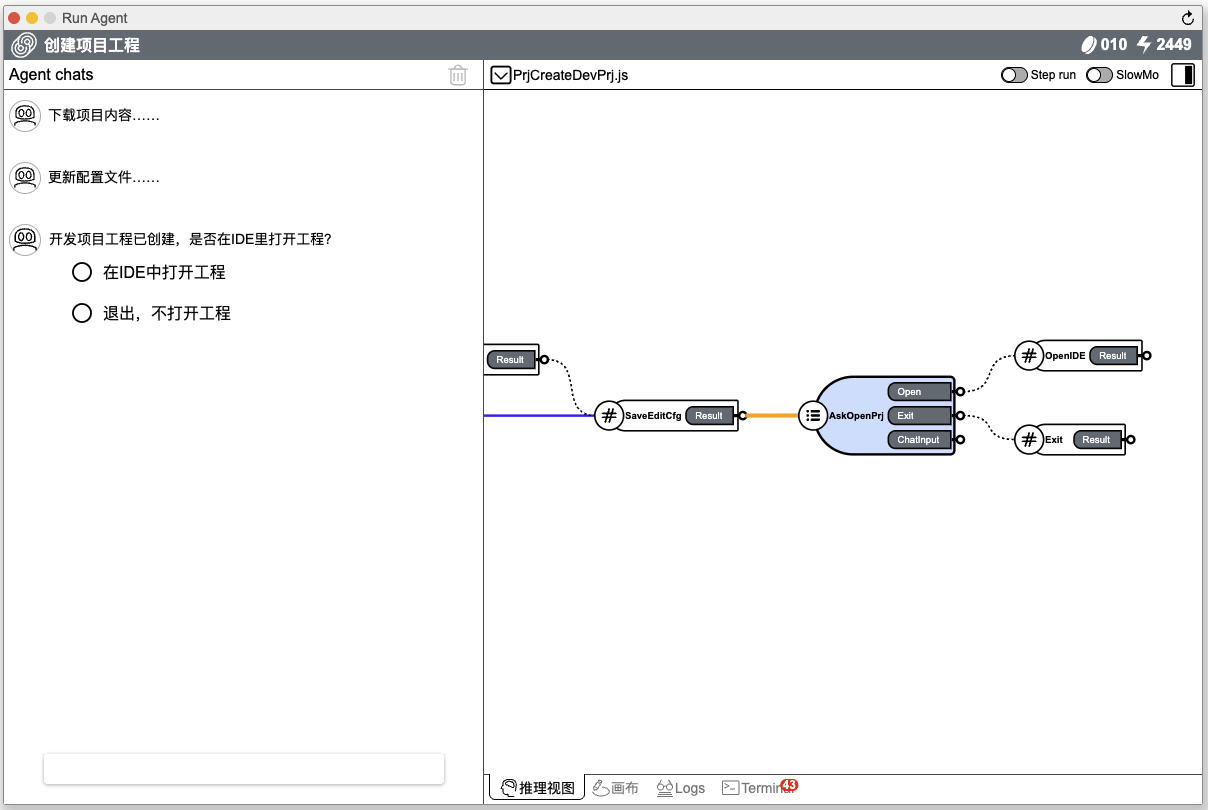 Run Agent
创建项目工程
010
2449
Agent chats
PrjCreateDevPrj.js
Step run
SlowMo
下载项目内容……
更新配置文件……
开发项目工程已创建，是否在IDE里打开工程?
在IDE中打开工程
退出，不打开工程
Result
# SaveEditCfg Result
AskOpenPrj
Open
Exit
ChatInput
# OpenIDE Result
# Exit Result
推理视图
画布
Logs
Terminal
43